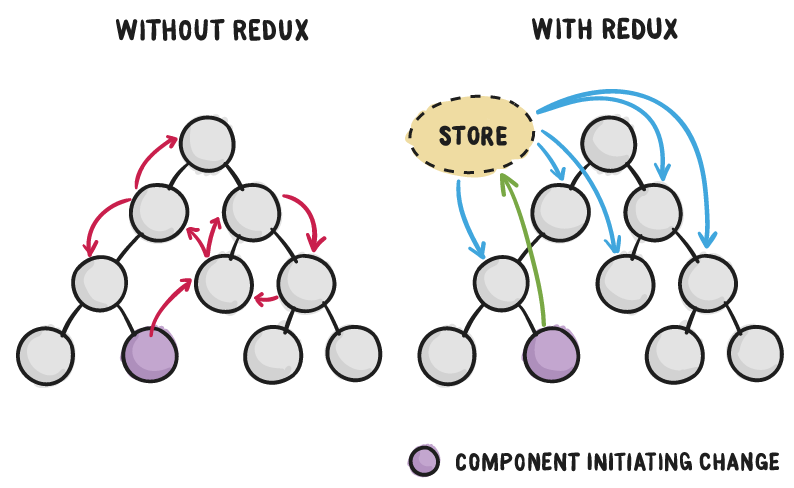 WITHOUT REDUX
WITH REDUX
STORE
COMPONENT INITIATING CHANGE